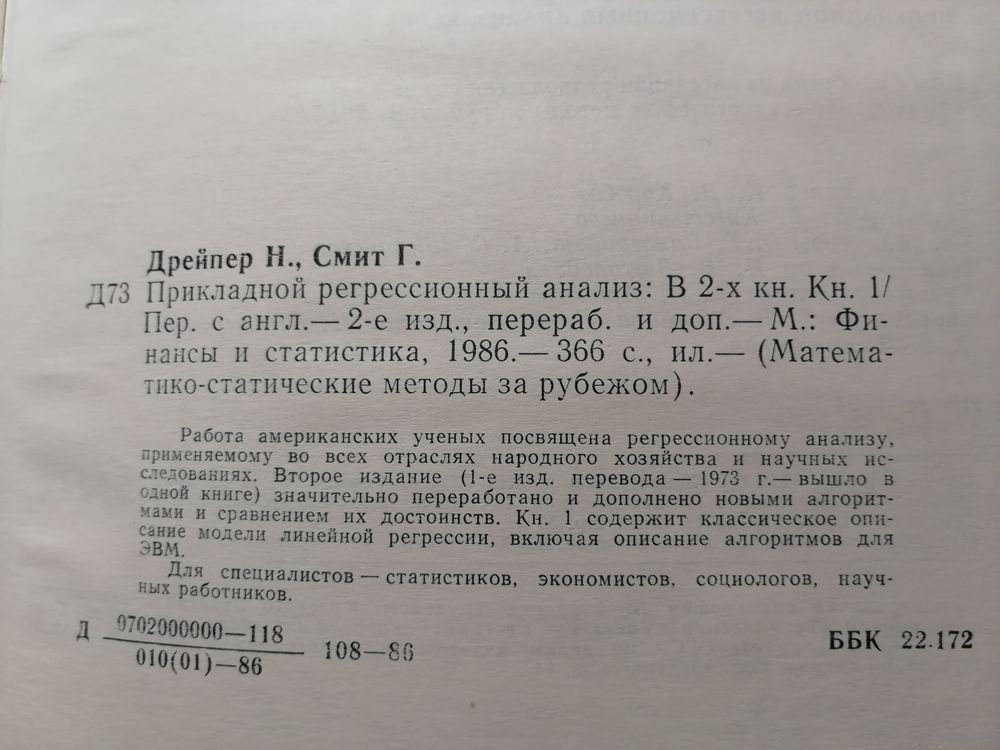 Дрейпер Н., Смит Г.
Д73 Прикладной регрессионный анализ: В 2-х кн. Кн. 1/
Пер. с англ.— 2-е изд., перераб. и доп.— М.: Фи-
нансы и статистика, 1986.— 366 с., ил.— (Матема-
тико-статические методы за рубежом).
Работа американских ученых посвящена регрессионному анализу,
применяемому во всех отраслях народного хозяйства и научных ис-
следованиях. Второе издание (1-е изд. перевода — 1973 г.— вышло в
одной книге) значительно переработано и дополнено новыми алгорит-
мами и сравнением их достоинств. Кн. 1 содержит классическое опи-
сание модели линейной регрессии, включая описание алгоритмов для
ЭВМ.
Для специалистов — статистиков, экономистов, социологов, науч-
ных работников.
Д 0702000000—118
010(01)—86
108—86
ББК 22.172